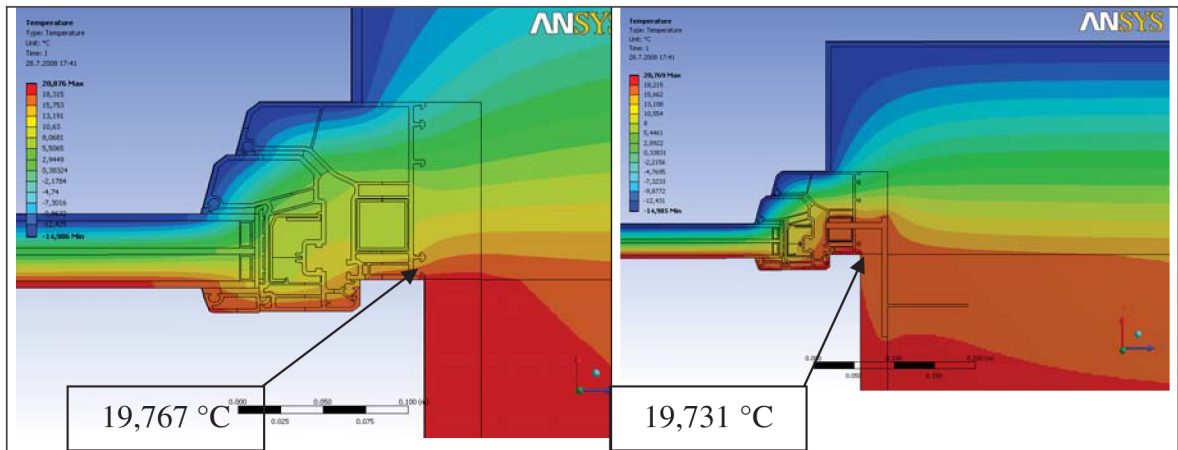 Temperature
Type: Temperature
Unit: °C
Time: 1
28.7.2008 17:41
20,876 Max
18,315
15,753
13,191
10,63
8,0681
5,5065
2,9449
0,38324
-2,1784
-4,74
-7,3016
-9,8632
-12,425
-14,986 Min
ANSYS
0.000
0.050
0.100 (m)
0.025
0.075
19,767 °C
Temperature
Type: Temperature
Unit: °C
Time: 1
28.7.2008 17:41
20,769 Max
18,215
15,662
13,108
10,554
8
5,4461
2,8922
0,33831
-2,2156
-4,7695
-7,3233
-9,8772
-12,431
-14,985 Min
ANSYS
0.000
0.100
0.200 (m)
0.050
0.150
19,731 °C